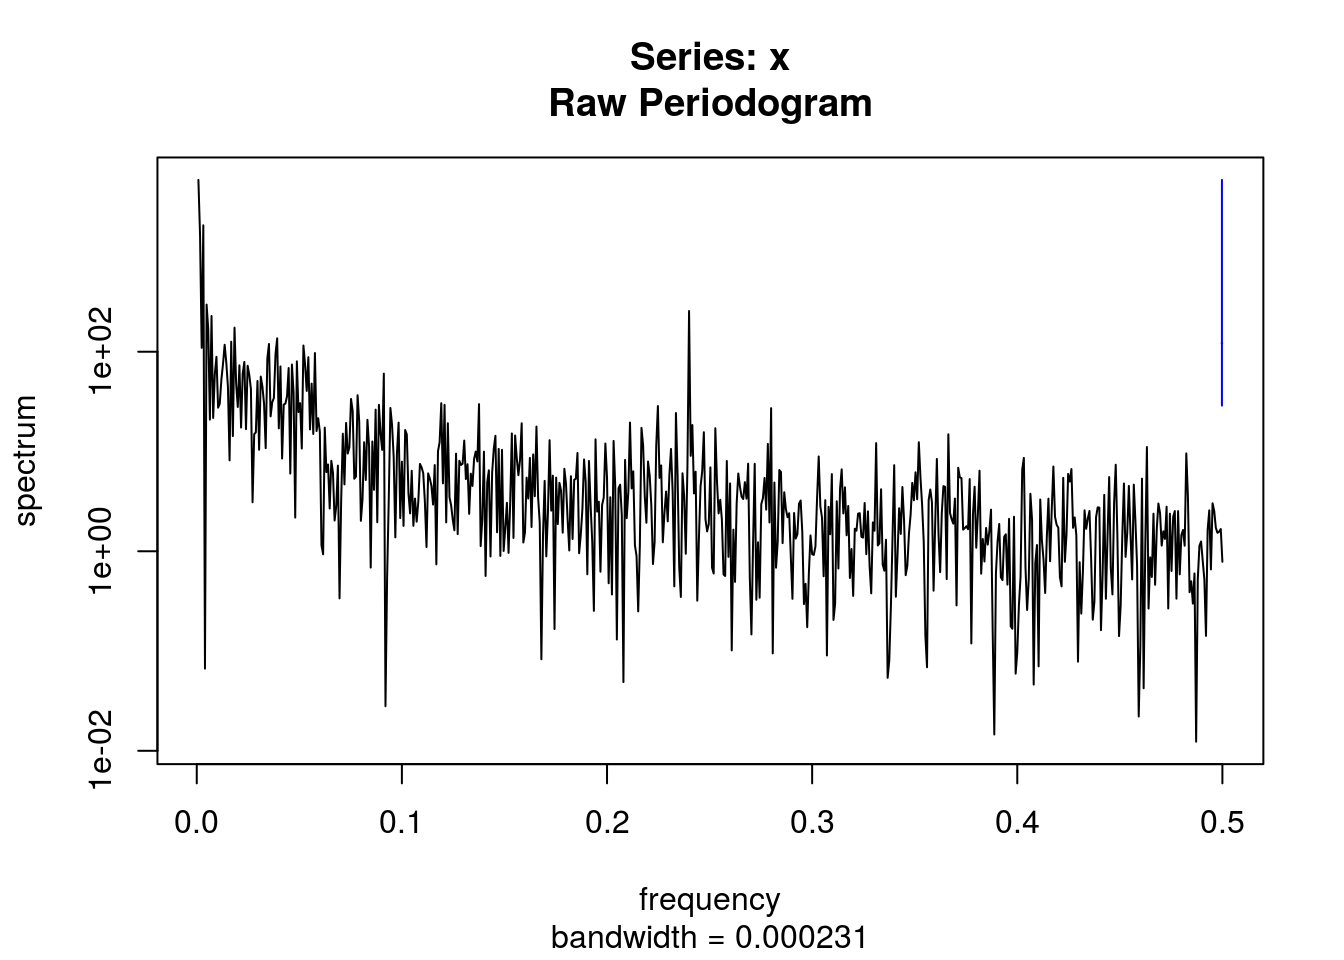 Series: x
Raw Periodogram
spectrum
1e+02
1e+00
1e-02
0.0 0.1 0.2 0.3 0.4 0.5
frequency
bandwidth = 0.000231